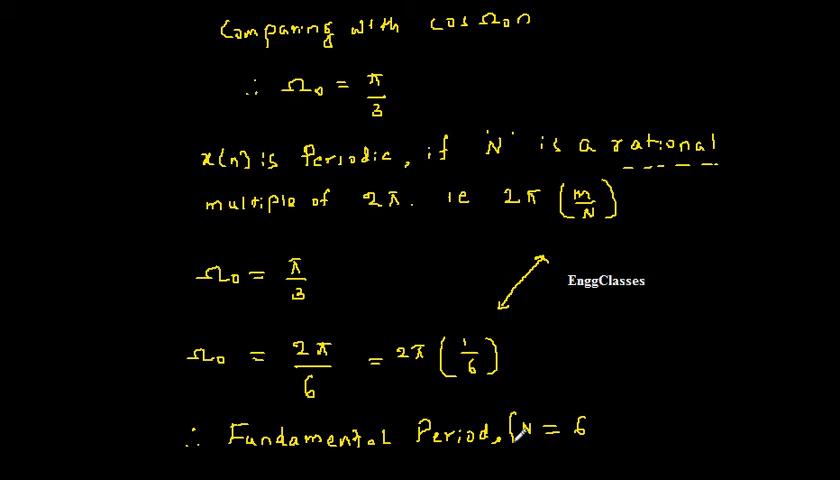 Comparing with cos Ω0n
∴ Ω0 = π/3
x(n) is Periodic, if 'N' is a rational
multiple of 2π. ie 2π (m/N)
Ω0 = π/3
EnggClasses
Ω0 = 2π/6 = 2π (1/6)
∴ Fundamental Period, N = 6